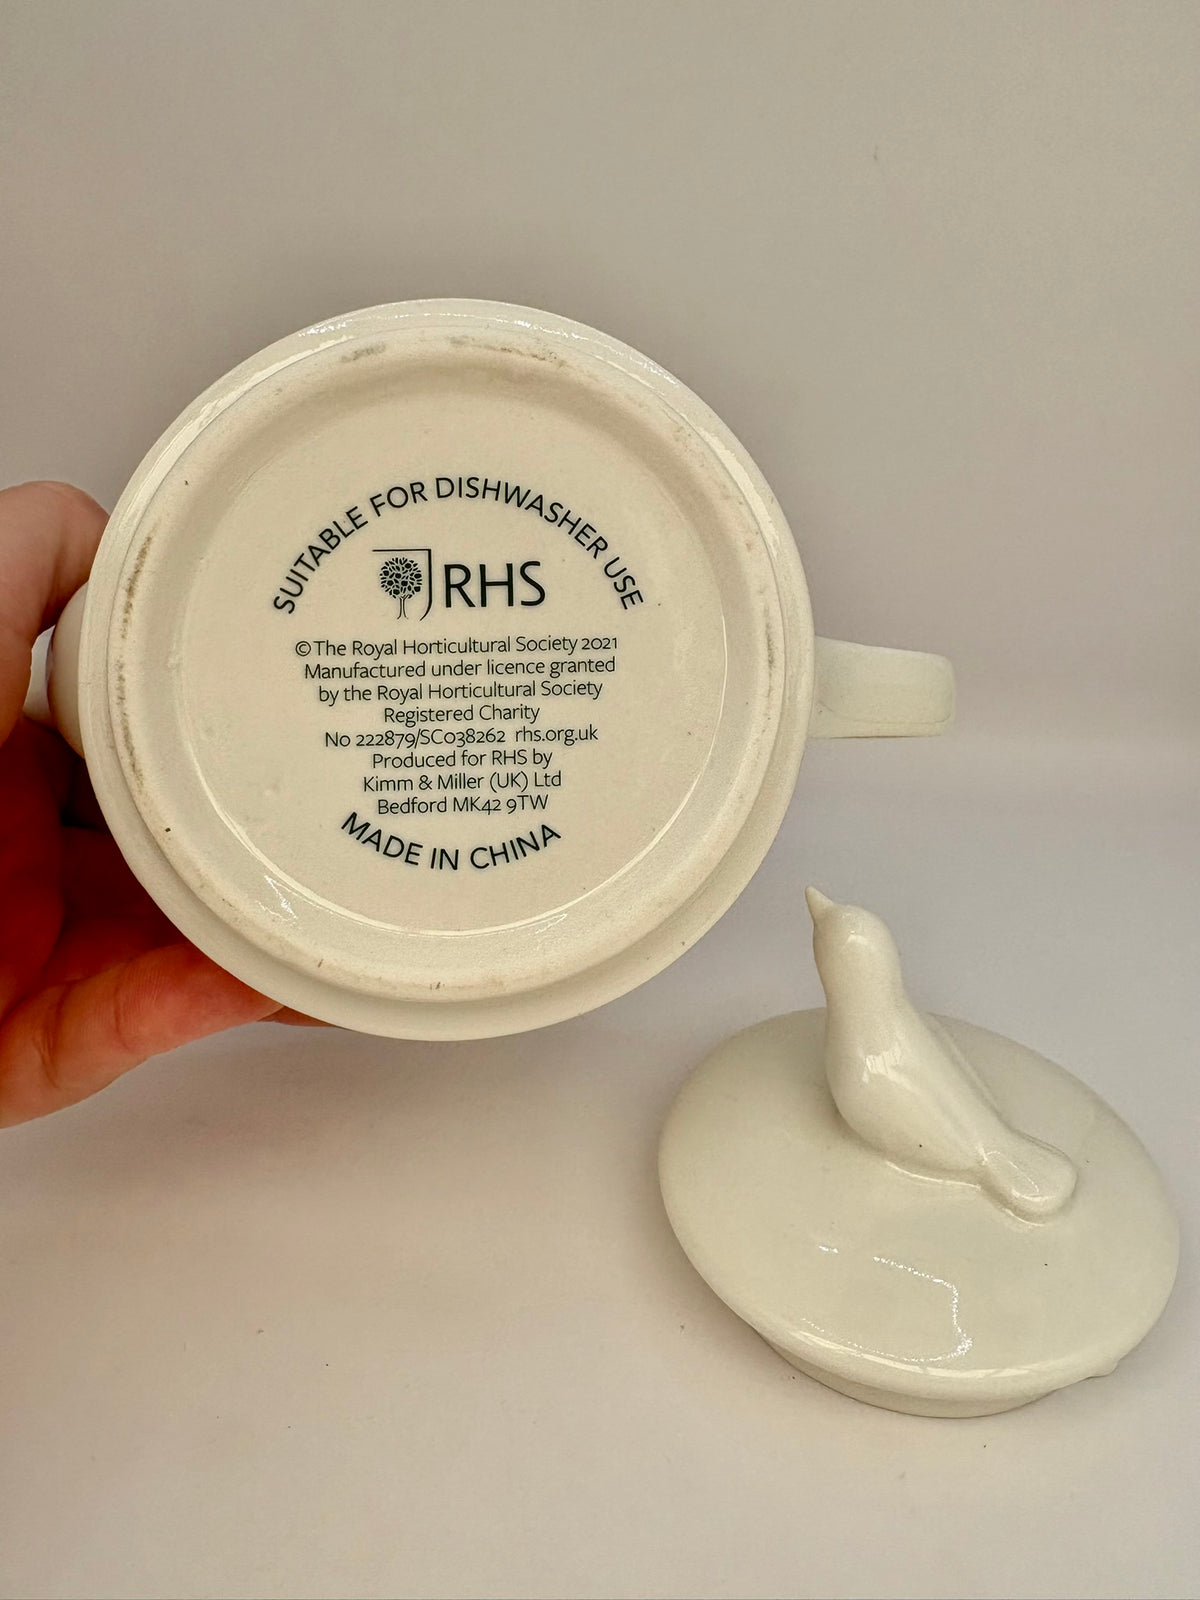 SUITABLE FOR DISHWASHER USE
RHS
© The Royal Horticultural Society 2021
Manufactured under licence granted
by the Royal Horticultural Society
Registered Charity
No 222879/SC038262 rhs.org.uk
Produced for RHS by
Kimm & Miller (UK) Ltd
Bedford MK42 9TW
MADE IN CHINA